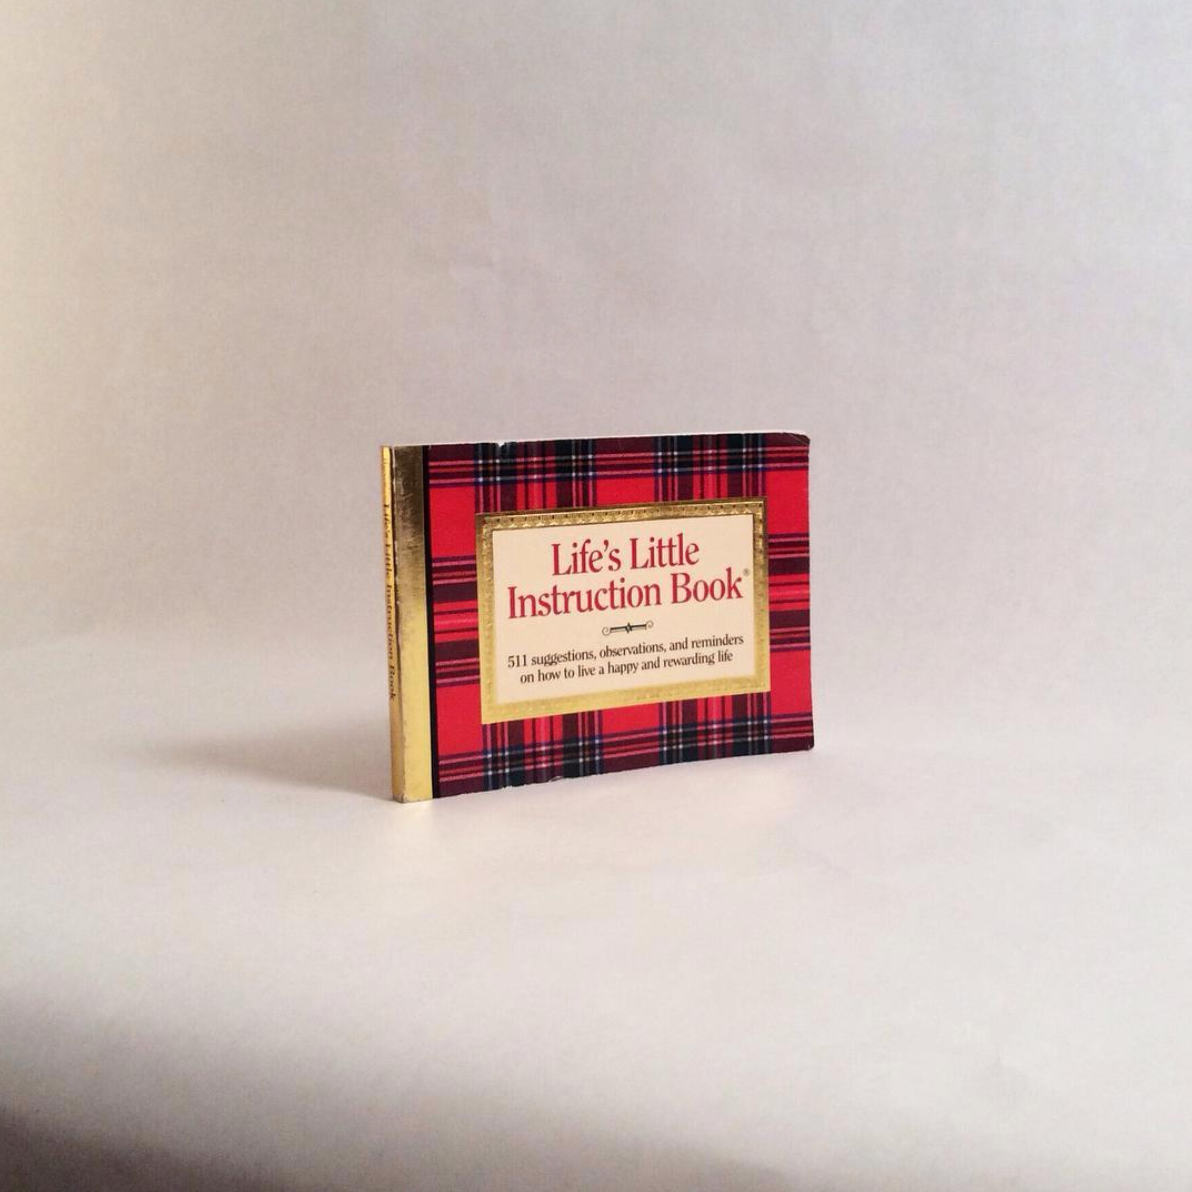 Life's Little
Instruction Book®
511 suggestions, observations, and reminders
on how to live a happy and rewarding life
Life's Little Instruction Book